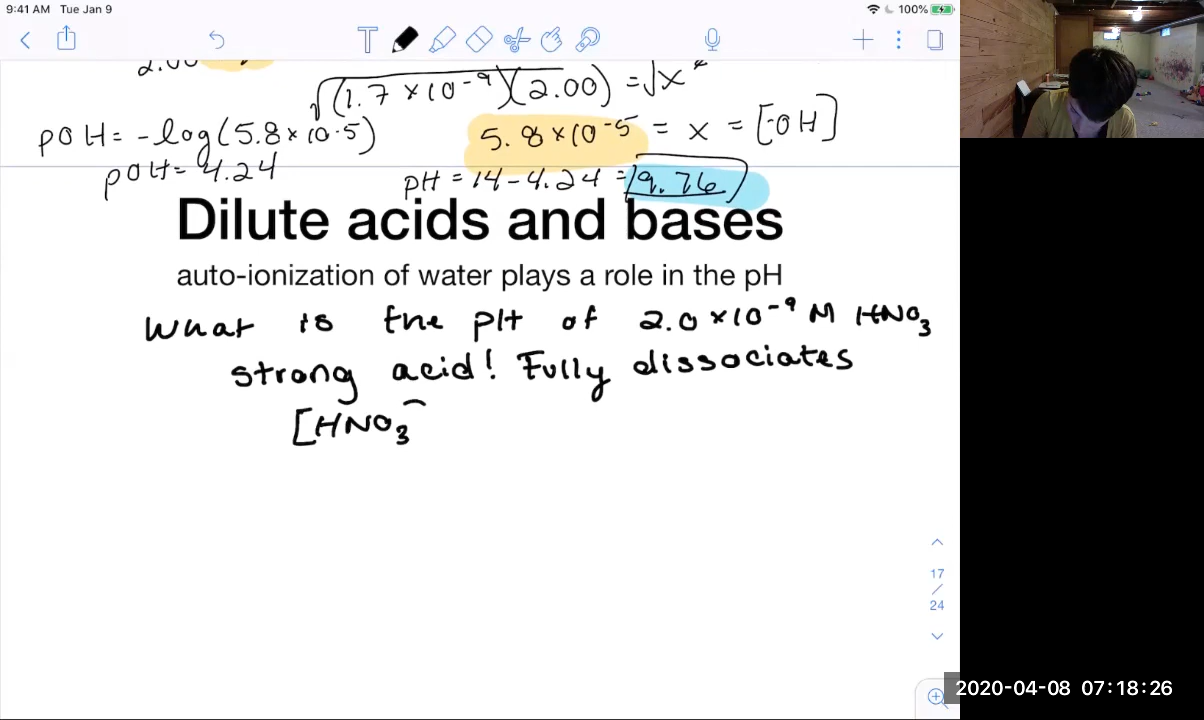 9:41 AM Tue Jan 9
100%
T
2.00
√(1.7 ×10⁻⁹)(2.00) = √x²
pOH = -log(5.8×10⁻⁵)
5.8×10⁻⁵ = x = [-OH]
pOH = 4.24
pH = 14 - 4.24 = 9.76
Dilute acids and bases
auto-ionization of water plays a role in the pH
What is the pH of 2.0×10⁻⁹ M HNO₃
strong acid! Fully dissociates
[HNO₃
17
/
24
2020-04-08 07:18:26